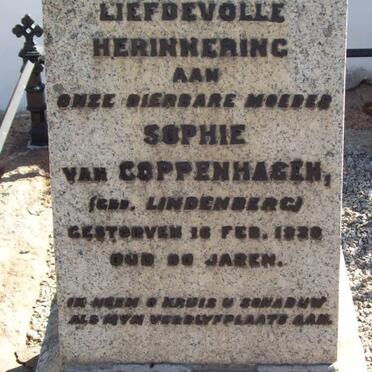 LIEFDEVOLLE
HERINNERING
AAN
ONZE DIERBARE MOEDER
SOPHIE
VAN COPPENHAGEN,
(GEB. LINDENBERG)
GESTORVEN 16 FEB.
OUD JAREN.
IK NEEM O KRUIS U SCHADUW
ALS MYN VERBLYFPLAATS AAN.